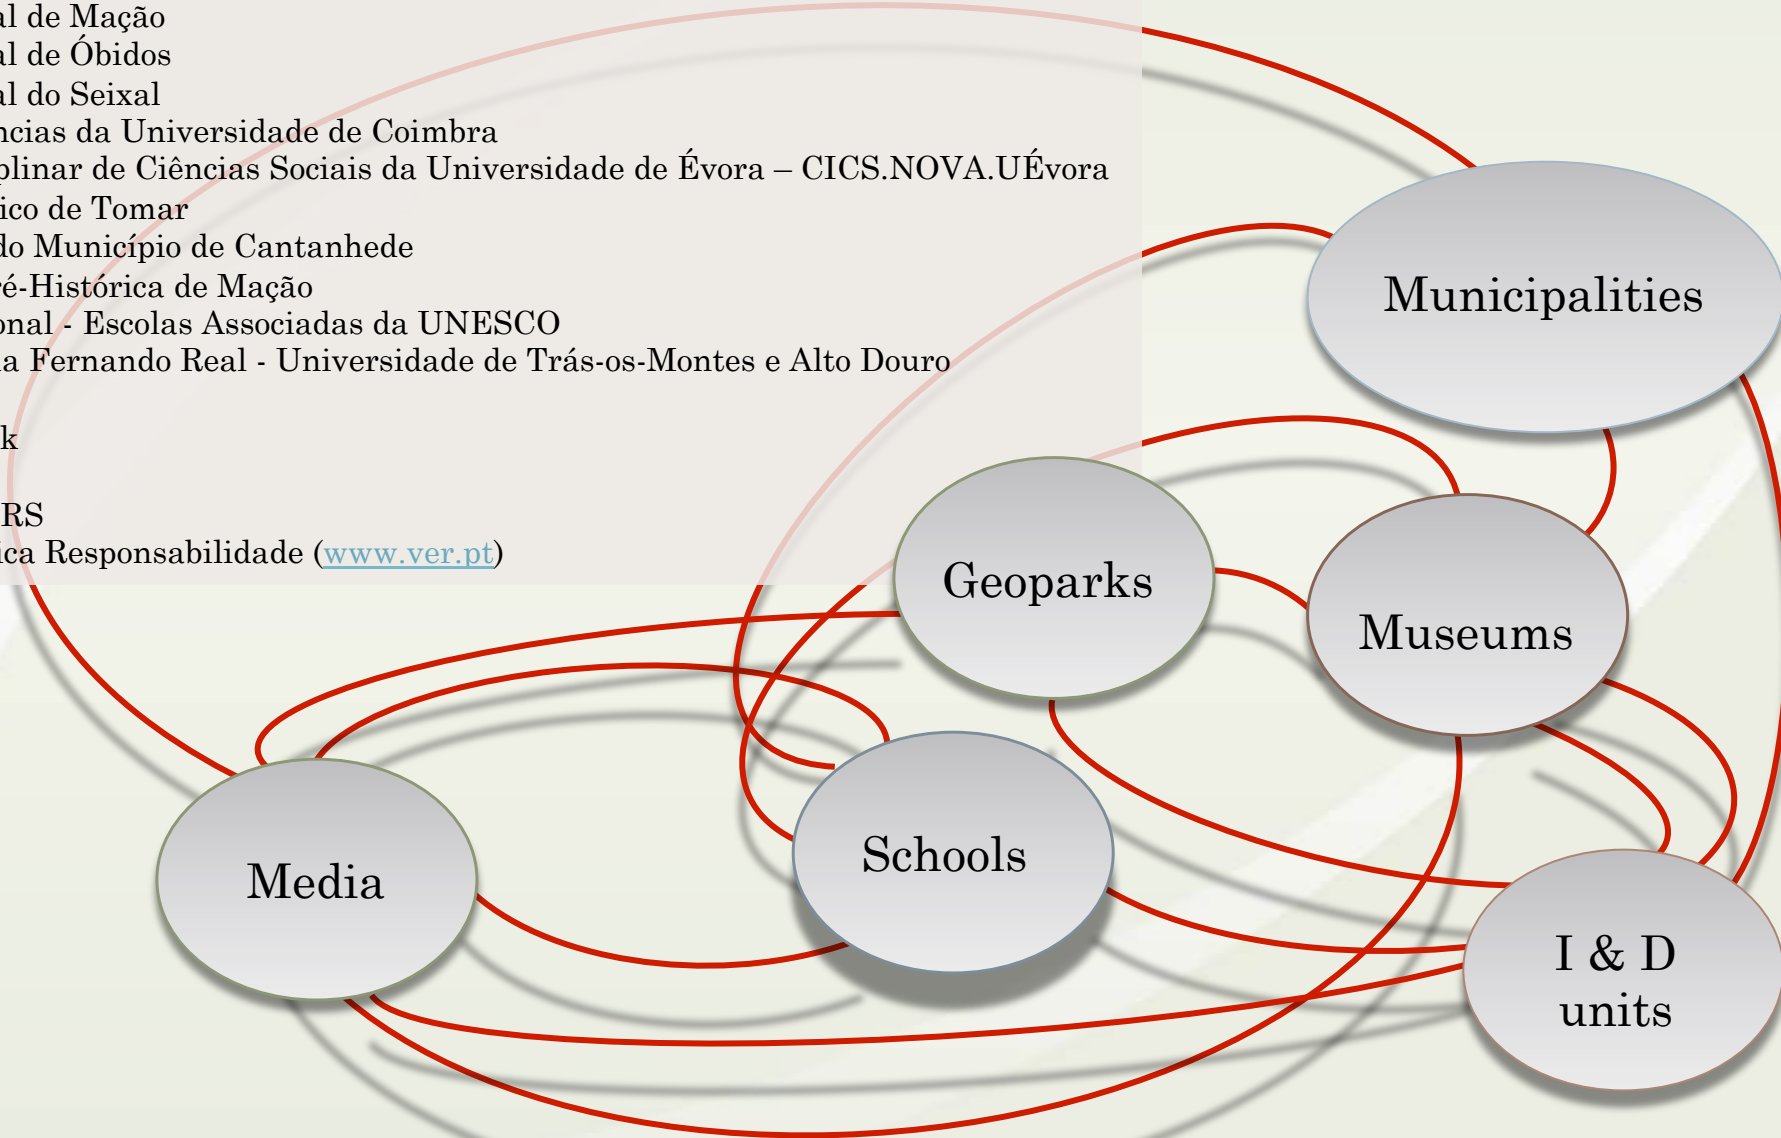 al de Mação
al de Óbidos
al do Seixal
ncias da Universidade de Coimbra
plinar de Ciências Sociais da Universidade de Évora – CICS.NOVA.UÉvora
ico de Tomar
do Município de Cantanhede
ré-Histórica de Mação
onal - Escolas Associadas da UNESCO
ia Fernando Real - Universidade de Trás-os-Montes e Alto Douro
k
RS
ica Responsabilidade (www.ver.pt)
Municipalities
Geoparks
Museums
Schools
Media
I & D
units